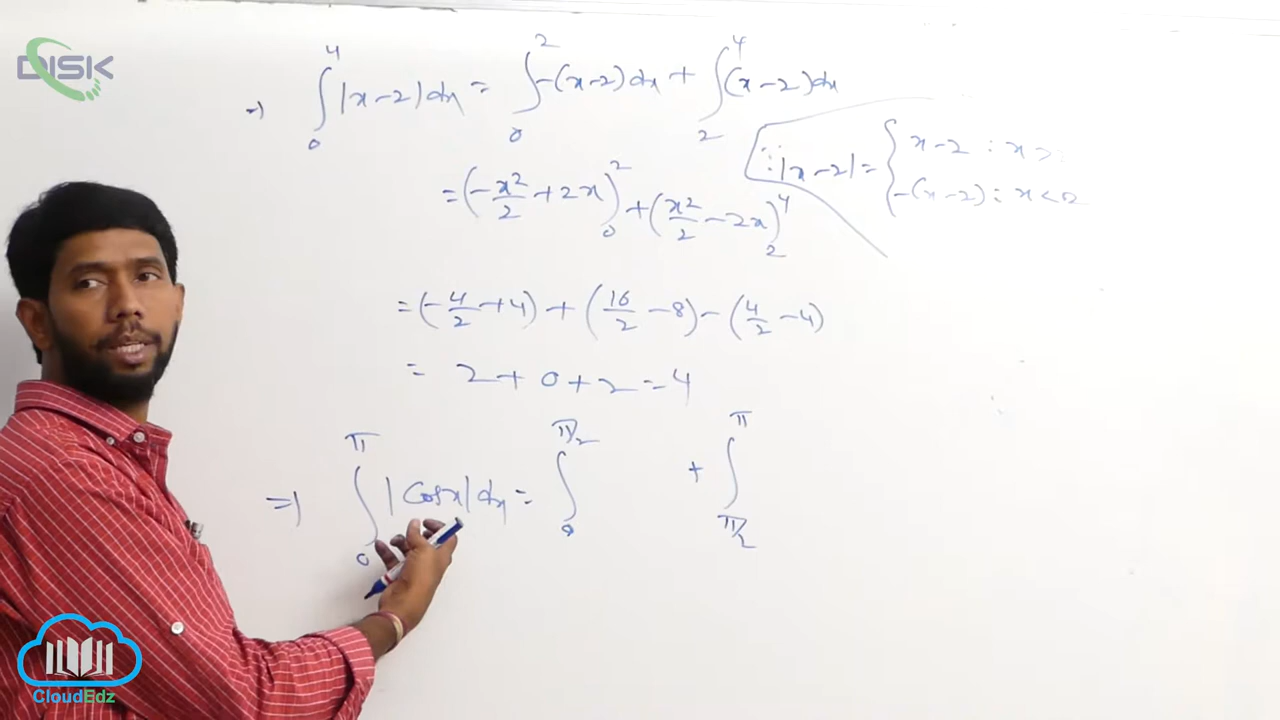 DISK
⇒ ∫₀⁴ |x-2| dx = ∫₀² -(x-2) dx + ∫₂⁴ (x-2) dx
∵ |x-2| = { x-2 : x >
-(x-2) : x < 2
= (-x²/2 + 2x)₀² + (x²/2 - 2x)₂⁴
= (-4/2 + 4) + (16/2 - 8) - (4/2 - 4)
= 2 + 0 + 2 = 4
⇒ ∫₀^π |Cosx| dx = ∫₀^(π/2) + ∫_(π/2)^π
CloudEdz